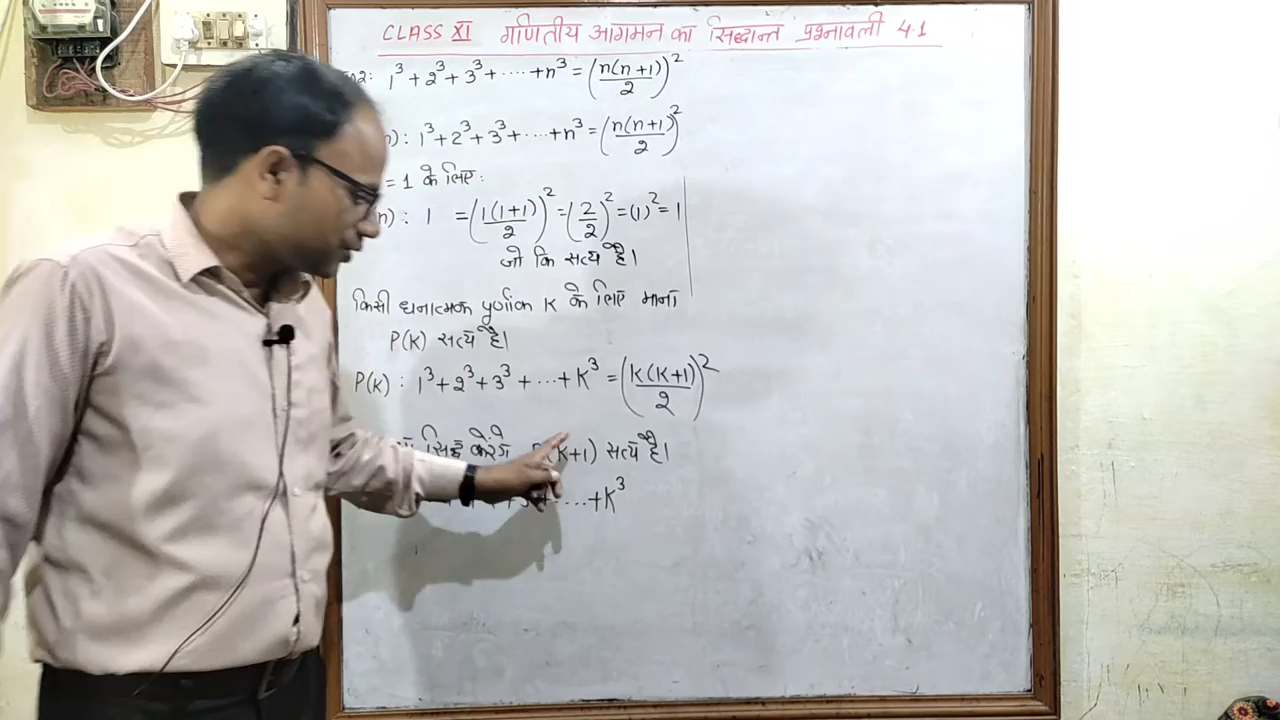 CLASS XI गणितीय आगमन का सिद्धान्त प्रश्नावली 4.1
2: 1³ + 2³ + 3³ + ..... + n³ = (n(n+1)/2)²
): 1³ + 2³ + 3³ + ..... + n³ = (n(n+1)/2)²
= 1 के लिए:
): 1 = (1(1+1)/2)² = (2/2)² = (1)² = 1
जो कि सत्य है।
किसी धनात्मक पूर्णांक K के लिए माना
P(K) सत्य है।
P(K) : 1³ + 2³ + 3³ + ... + K³ = (K(K+1)/2)²
सिद्ध करेंगे (K+1) सत्य है।
+ .... + K³